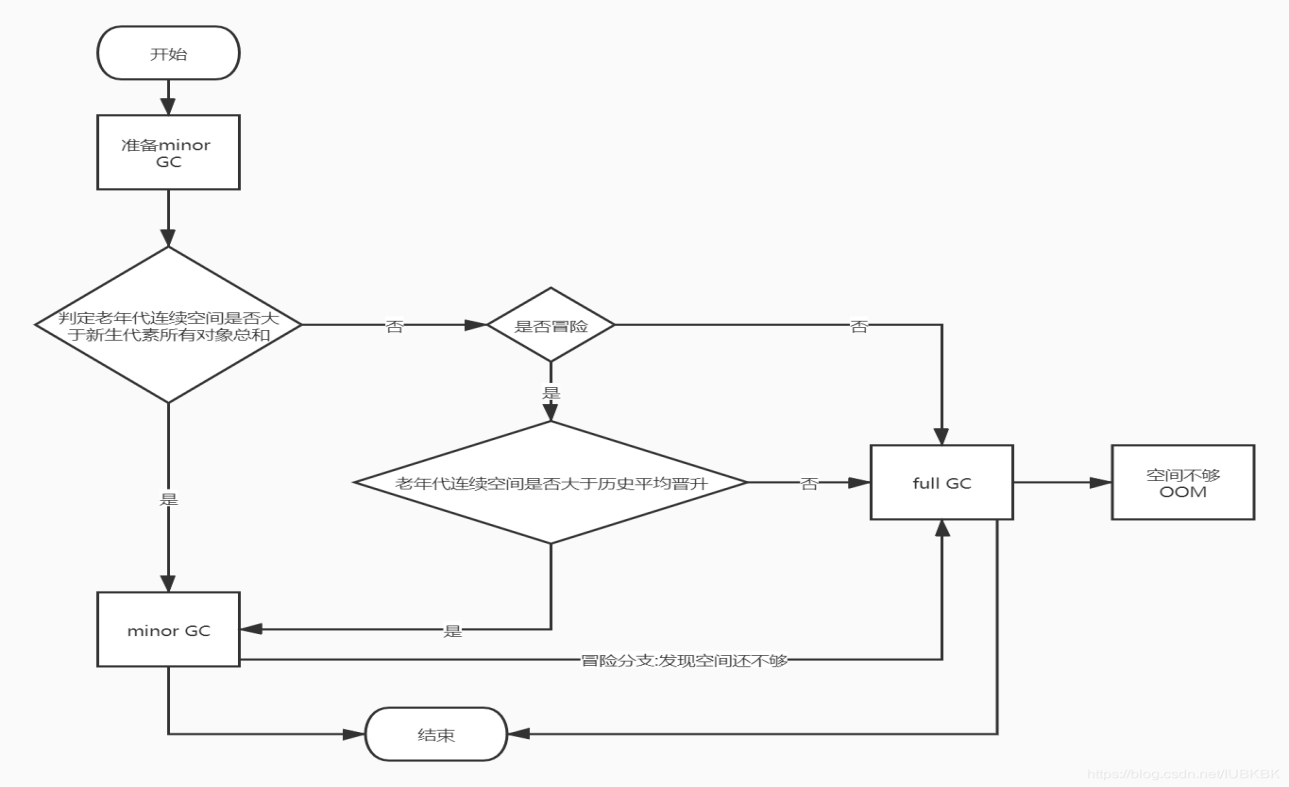 开始
准备minor
GC
判定老年代连续空间是否大
于新生代素所有对象总和
否
是否冒险
否
是
老年代连续空间是否大于历史平均晋升
否
full GC
空间不够
OOM
是
minor GC
是
冒险分支:发现空间还不够
结束
https://blog.csdn.net/IUBKBK